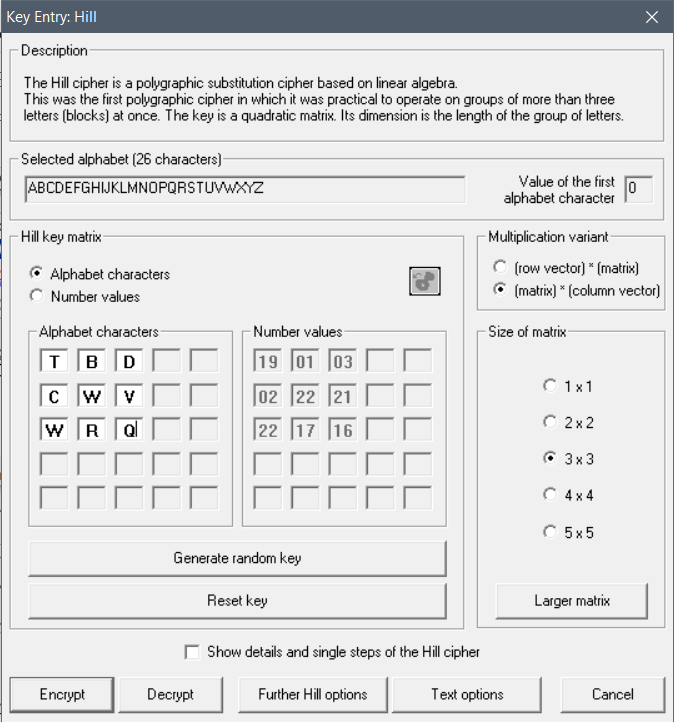 Key Entry: Hill
Description
The Hill cipher is a polygraphic substitution cipher based on linear algebra.
This was the first polygraphic cipher in which it was practical to operate on groups of more than three
letters (blocks) at once. The key is a quadratic matrix. Its dimension is the length of the group of letters.
Selected alphabet (26 characters)
ABCDEFGHIJKLMNOPQRSTUVWXYZ
Value of the first
alphabet character
0
Hill key matrix
Alphabet characters
Number values
Alphabet characters
T B D
C W V
W R Q
Number values
19 01 03
02 22 21
22 17 16
Generate random key
Reset key
Multiplication variant
(row vector) * (matrix)
(matrix) * (column vector)
Size of matrix
1 x 1
2 x 2
3 x 3
4 x 4
5 x 5
Larger matrix
Show details and single steps of the Hill cipher
Encrypt
Decrypt
Further Hill options
Text options
Cancel